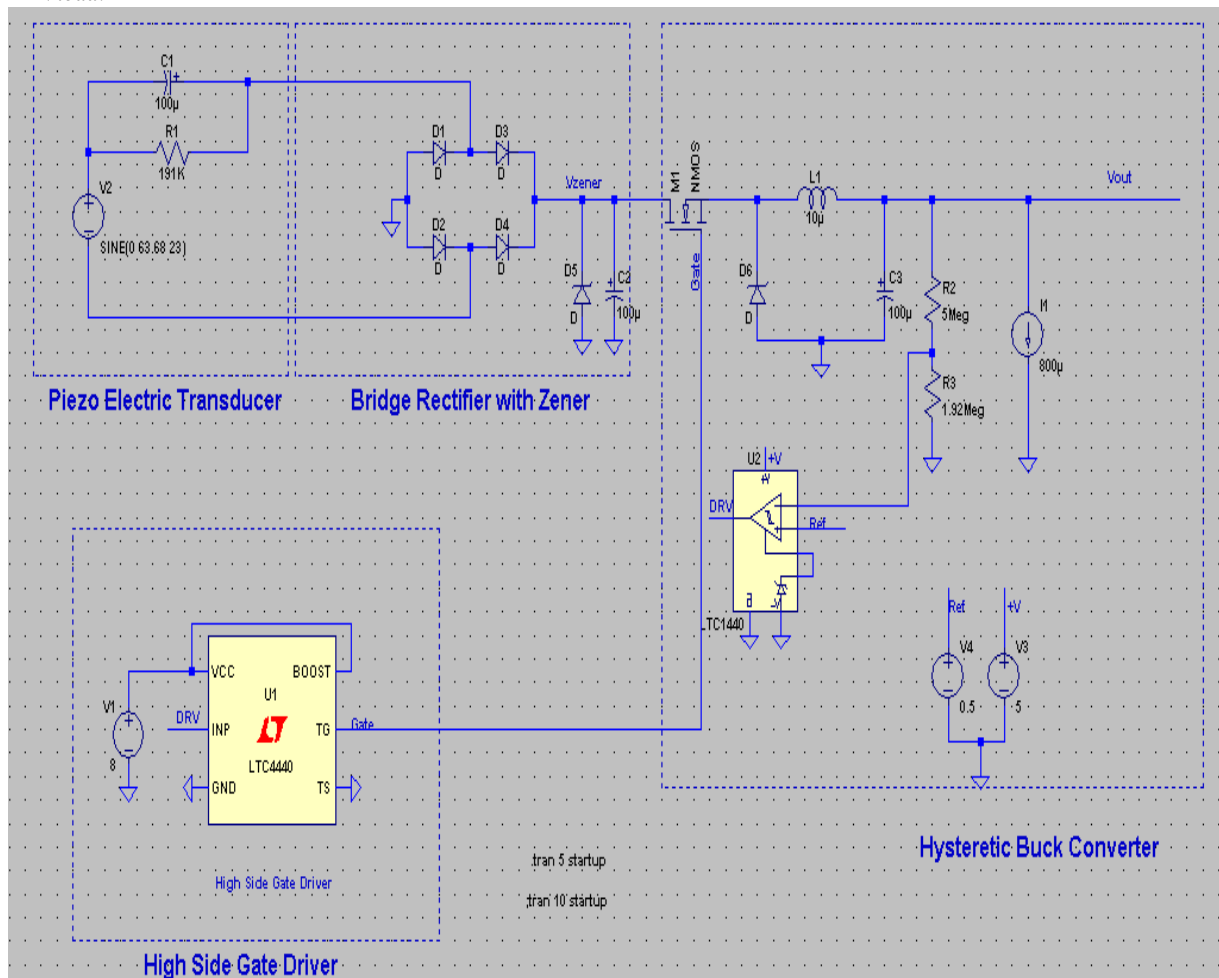 C1
100µ
R1
191K
V2
SINE(0 63.68 23)
D1
D
D3
D
D2
D
D4
D
Vzener
D5
D
C2
100µ
M1
NMOS
Gate
L1
10µ
Vout
D6
D
C3
100µ
R2
5Meg
R3
1.92Meg
I1
800µ
Piezo Electric Transducer
Bridge Rectifier with Zener
U2
+V
DRV
Ref
LTC1440
Ref
+V
V4
0.5
V3
5
VCC
BOOST
U1
V1
8
DRV
INP
TG
Gate
LTC4440
GND
TS
High Side Gate Driver
.tran 5 startup
;tran 10 startup
Hysteretic Buck Converter
High Side Gate Driver